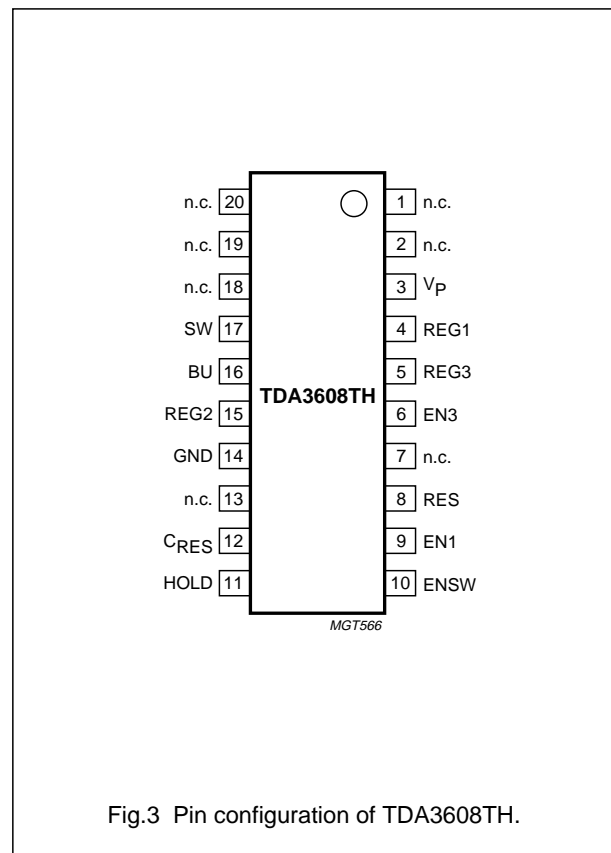 n.c. 20 1 n.c.
n.c. 19 2 n.c.
n.c. 18 3 VP
SW 17 4 REG1
BU 16 5 REG3
TDA3608TH
REG2 15 6 EN3
GND 14 7 n.c.
n.c. 13 8 RES
CRES 12 9 EN1
HOLD 11 10 ENSW
MGT566
Fig.3 Pin configuration of TDA3608TH.